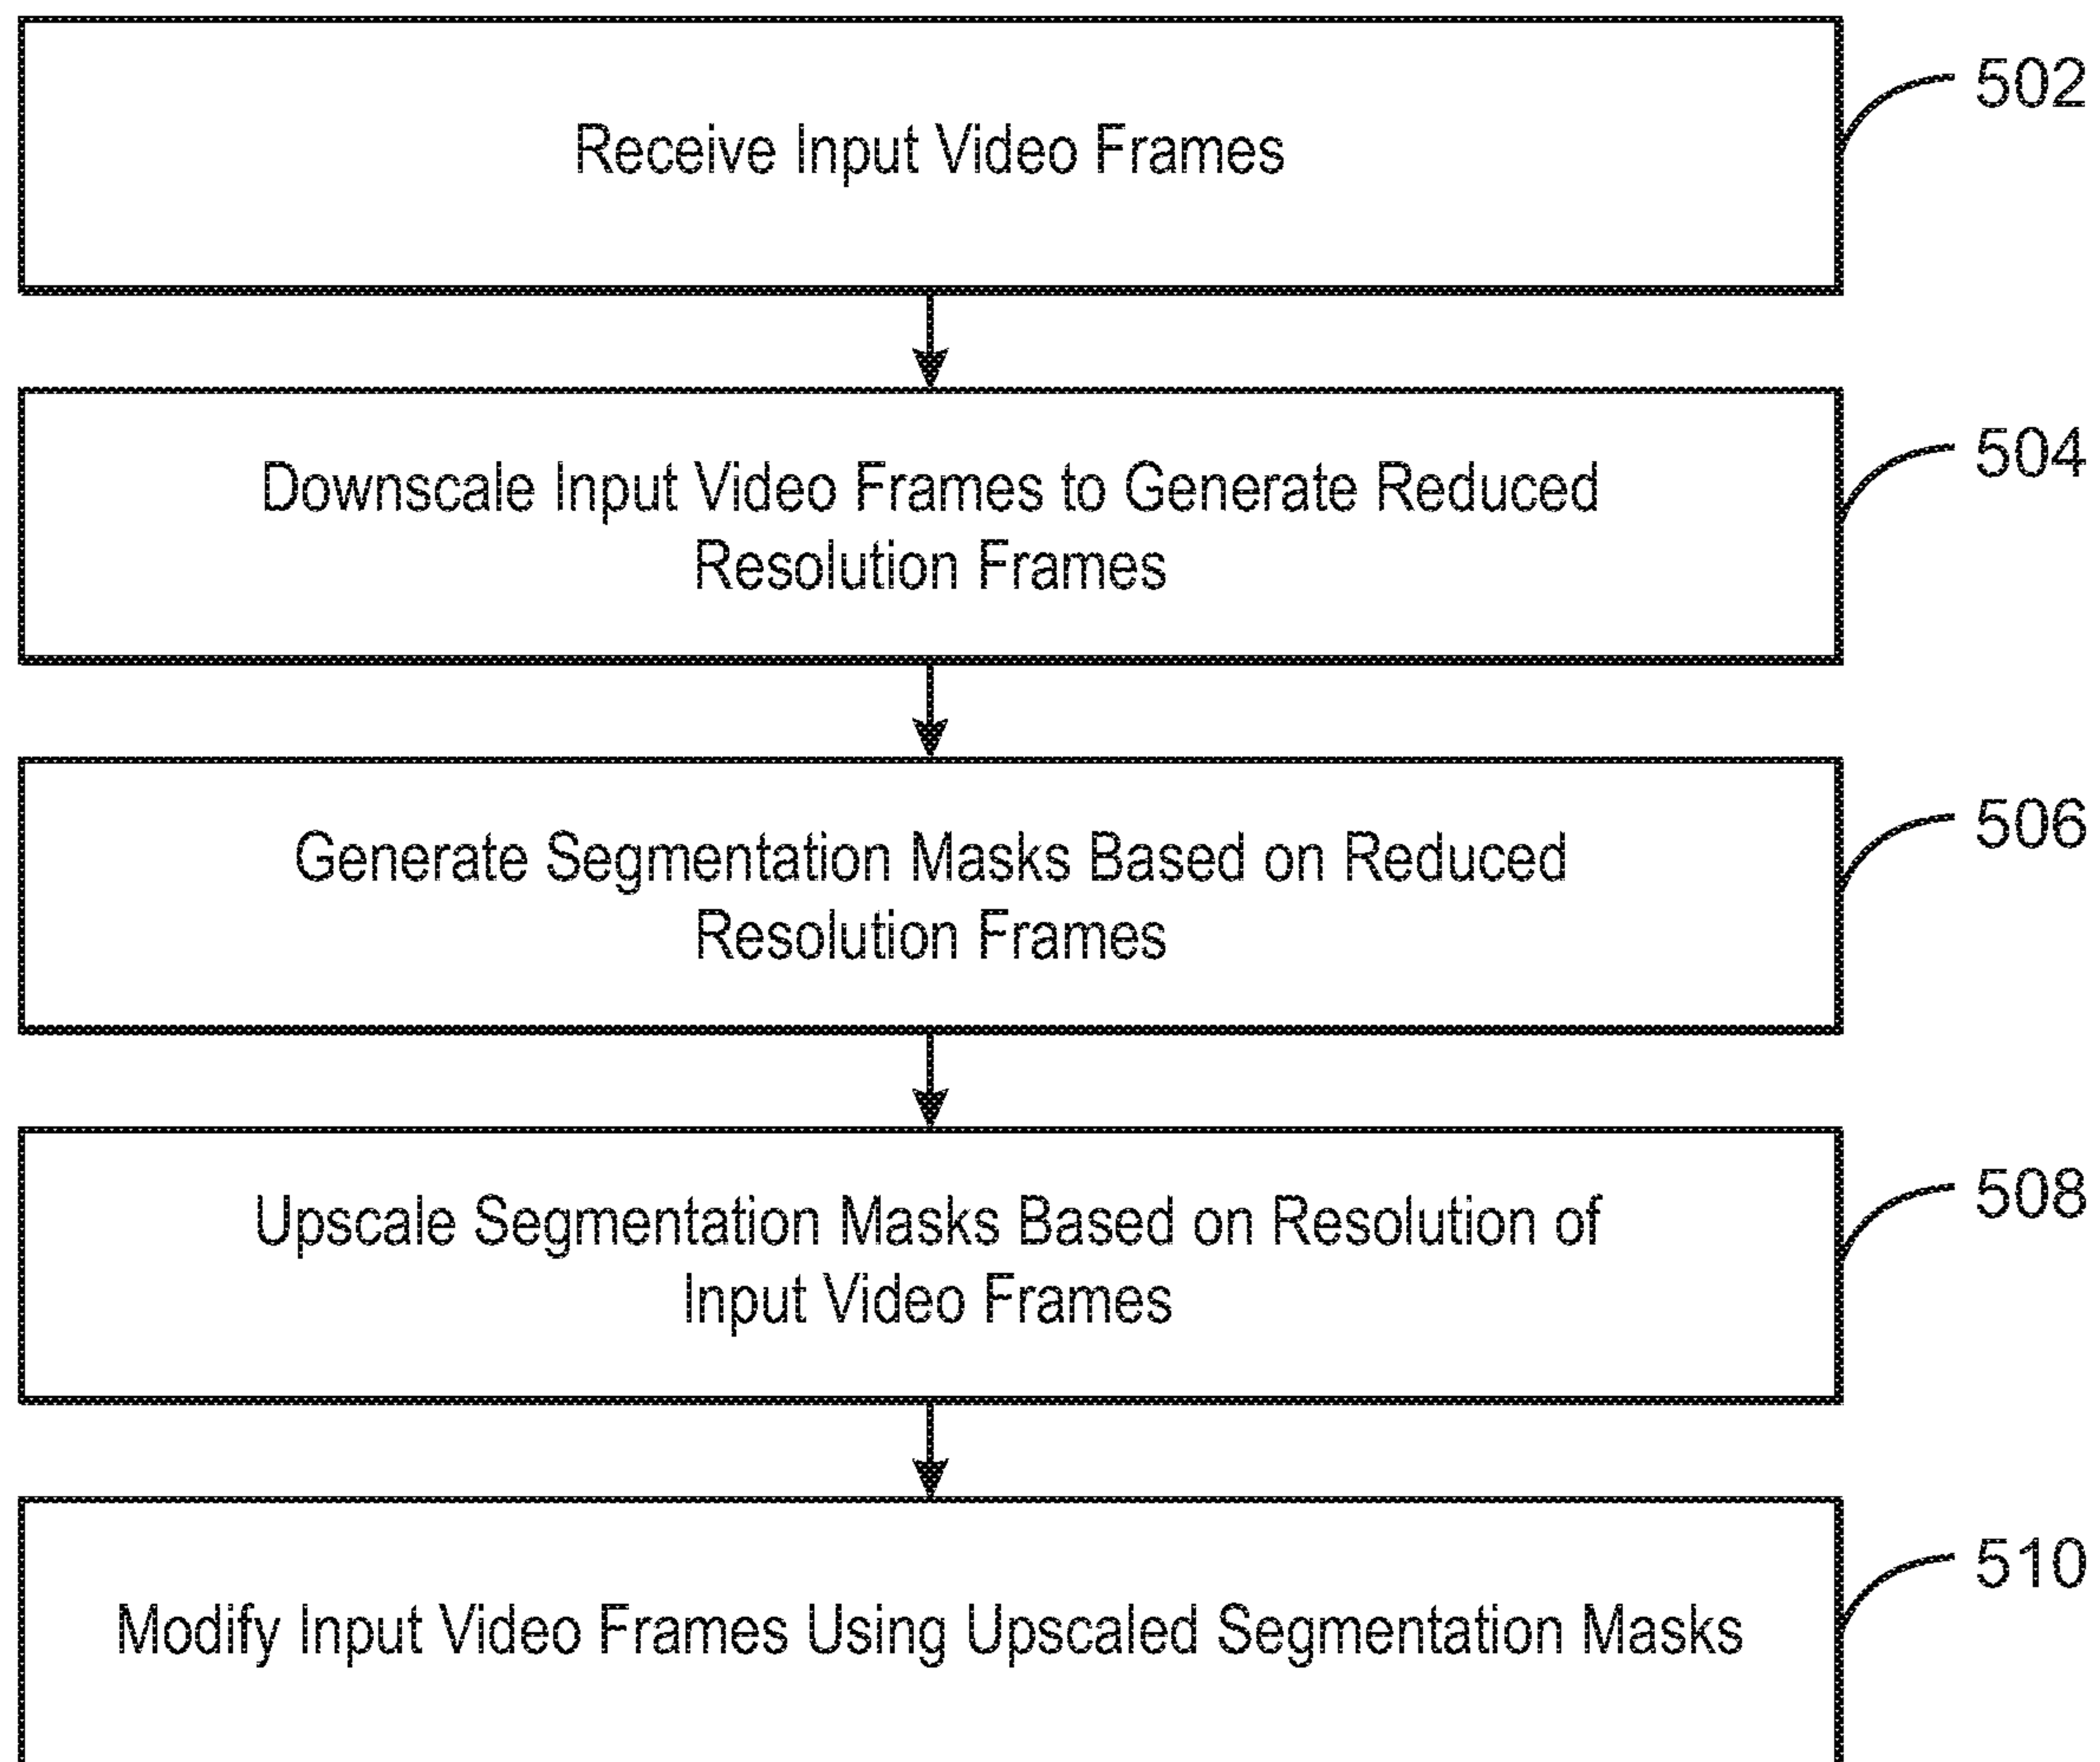 Receive Input Video Frames
502
Downscale Input Video Frames to Generate Reduced
Resolution Frames
504
Generate Segmentation Masks Based on Reduced
Resolution Frames
506
Upscale Segmentation Masks Based on Resolution of
Input Video Frames
508
Modify Input Video Frames Using Upscaled Segmentation Masks
510